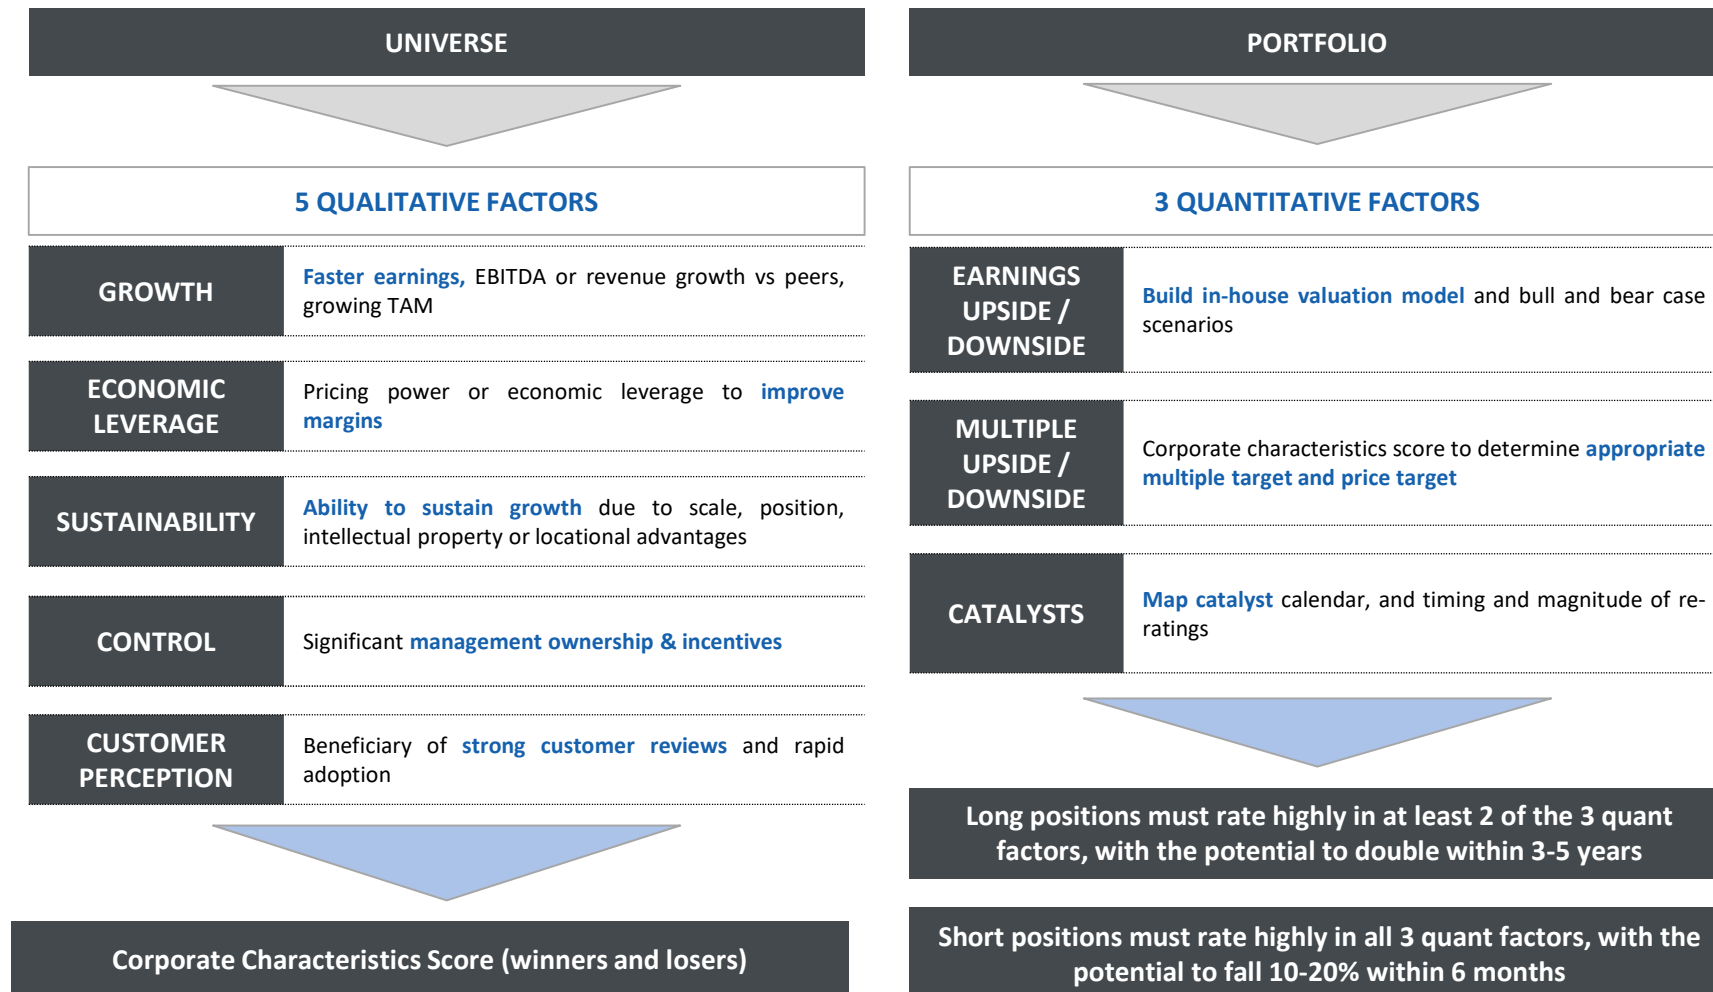 UNIVERSE
5 QUALITATIVE FACTORS
GROWTH
Faster earnings, EBITDA or revenue growth vs peers,
growing TAM
ECONOMIC
LEVERAGE
Pricing power or economic leverage to improve
margins
SUSTAINABILITY
Ability to sustain growth due to scale, position,
intellectual property or locational advantages
CONTROL
Significant management ownership & incentives
CUSTOMER
PERCEPTION
Beneficiary of strong customer reviews and rapid
adoption
Corporate Characteristics Score (winners and losers)
PORTFOLIO
3 QUANTITATIVE FACTORS
EARNINGS
UPSIDE /
DOWNSIDE
Build in-house valuation model and bull and bear case
scenarios
MULTIPLE
UPSIDE /
DOWNSIDE
Corporate characteristics score to determine appropriate
multiple target and price target
CATALYSTS
Map catalyst calendar, and timing and magnitude of re-
ratings
Long positions must rate highly in at least 2 of the 3 quant
factors, with the potential to double within 3-5 years
Short positions must rate highly in all 3 quant factors, with the
potential to fall 10-20% within 6 months